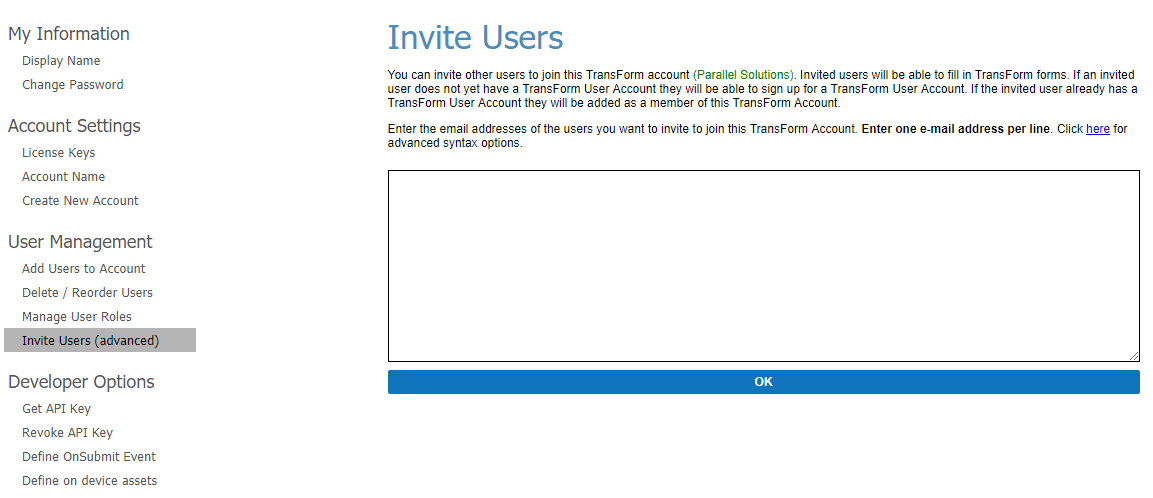 My Information
Display Name
Change Password
Account Settings
License Keys
Account Name
Create New Account
User Management
Add Users to Account
Delete / Reorder Users
Manage User Roles
Invite Users (advanced)
Developer Options
Get API Key
Revoke API Key
Define OnSubmit Event
Define on device assets
Invite Users
You can invite other users to join this TransForm account (Parallel Solutions). Invited users will be able to fill in TransForm forms. If an invited
user does not yet have a TransForm User Account they will be able to sign up for a TransForm User Account. If the invited user already has a
TransForm User Account they will be added as a member of this TransForm Account.
Enter the email addresses of the users you want to invite to join this TransForm Account. Enter one e-mail address per line. Click here for
advanced syntax options.
OK